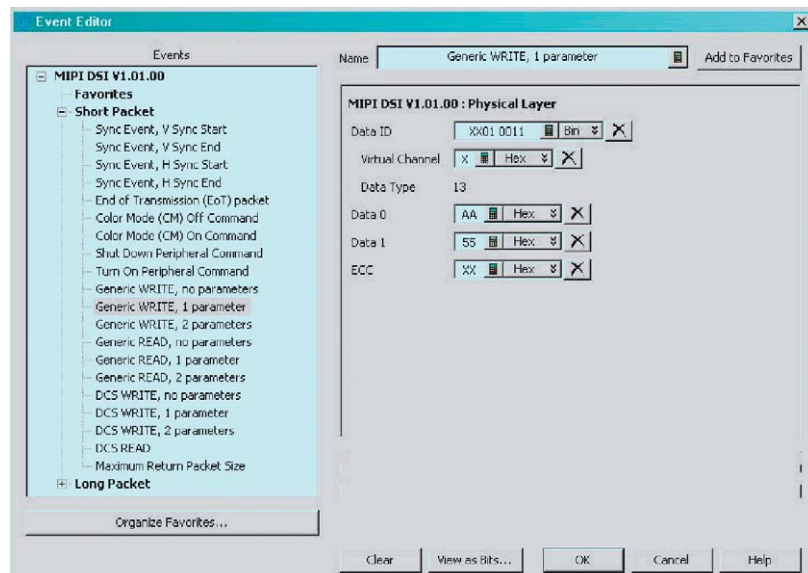 Event Editor
Events
MIPI DSI V1.01.00
Favorites
Short Packet
Sync Event, V Sync Start
Sync Event, V Sync End
Sync Event, H Sync Start
Sync Event, H Sync End
End of Transmission (EoT) packet
Color Mode (CM) Off Command
Color Mode (CM) On Command
Shut Down Peripheral Command
Turn On Peripheral Command
Generic WRITE, no parameters
Generic WRITE, 1 parameter
Generic WRITE, 2 parameters
Generic READ, no parameters
Generic READ, 1 parameter
Generic READ, 2 parameters
DCS WRITE, no parameters
DCS WRITE, 1 parameter
DCS WRITE, 2 parameters
DCS READ
Maximum Return Packet Size
Long Packet
Organize Favorites...
Name Generic WRITE, 1 parameter Add to Favorites
MIPI DSI V1.01.00 : Physical Layer
Data ID XX01 0011 Bin
Virtual Channel X Hex
Data Type 13
Data 0 AA Hex
Data 1 55 Hex
ECC XX Hex
Clear View as Bits... OK Cancel Help